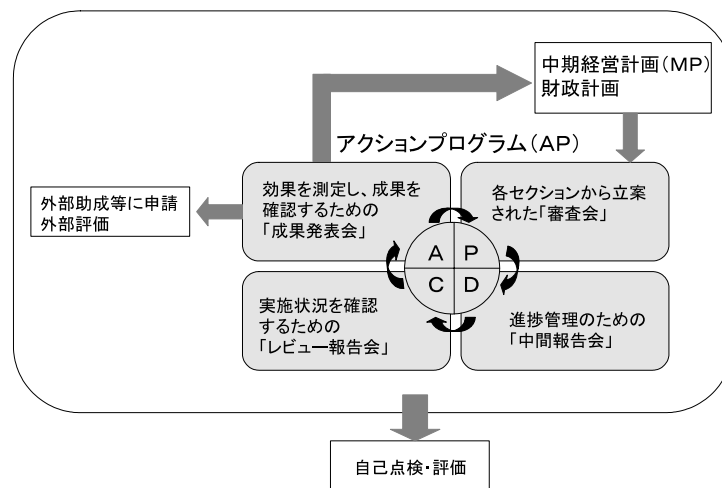 中期経営計画(MP)
財政計画
アクションプログラム(AP)
効果を測定し、成果を
確認するための
「成果発表会」
各セクションから立案
された「審査会」
外部助成等に申請
外部評価
A P
C D
実施状況を確認
するための
「レビュー報告会」
進捗管理のための
「中間報告会」
自己点検・評価